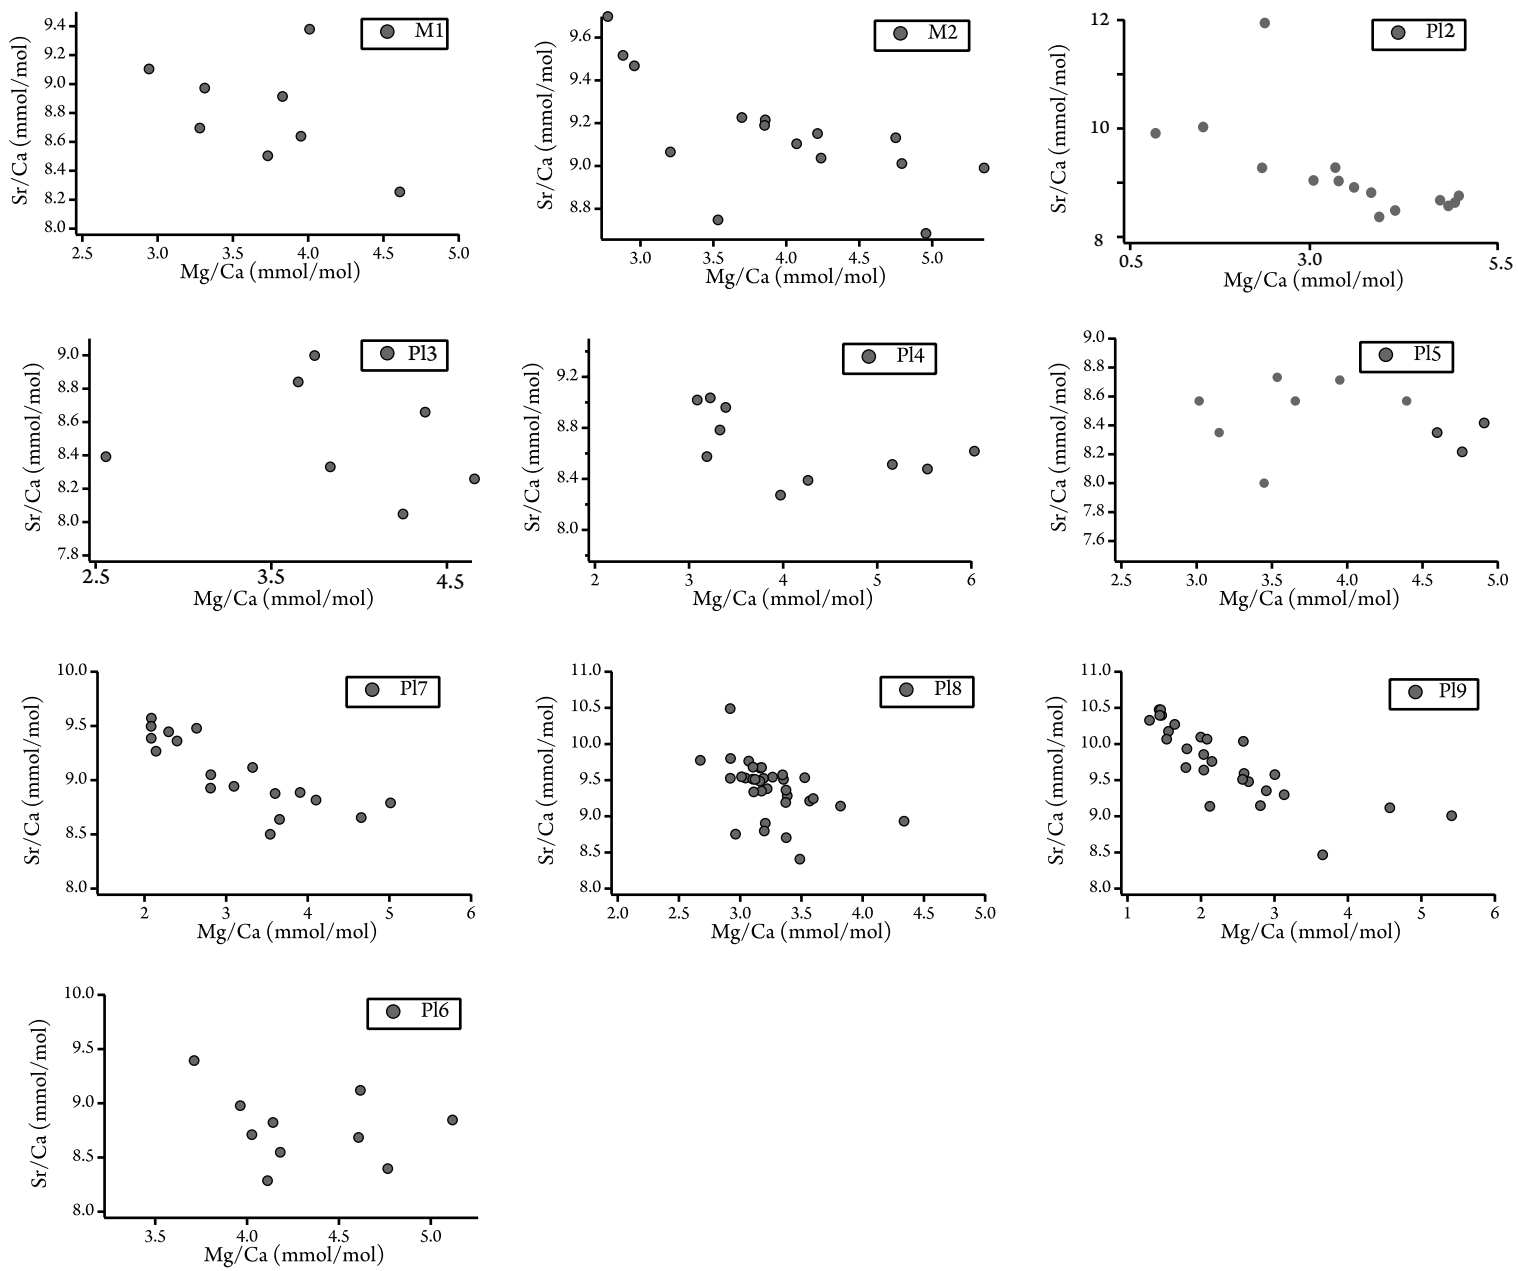 M1
Sr/Ca (mmol/mol)
9.4
9.2
9.0
8.8
8.6
8.4
8.2
8.0
2.5 3.0 3.5 4.0 4.5 5.0
Mg/Ca (mmol/mol)
M2
Sr/Ca (mmol/mol)
9.6
9.4
9.2
9.0
8.8
3.0 3.5 4.0 4.5 5.0
Mg/Ca (mmol/mol)
Pl2
Sr/Ca (mmol/mol)
12
10
8
0.5 3.0 5.5
Mg/Ca (mmol/mol)
Pl3
Sr/Ca (mmol/mol)
9.0
8.8
8.6
8.4
8.2
8.0
7.8
2.5 3.5 4.5
Mg/Ca (mmol/mol)
Pl4
Sr/Ca (mmol/mol)
9.2
8.8
8.4
8.0
2 3 4 5 6
Mg/Ca (mmol/mol)
Pl5
Sr/Ca (mmol/mol)
9.0
8.8
8.6
8.4
8.2
8.0
7.8
7.6
2.5 3.0 3.5 4.0 4.5 5.0
Mg/Ca (mmol/mol)
Pl7
Sr/Ca (mmol/mol)
10.0
9.5
9.0
8.5
8.0
2 3 4 5 6
Mg/Ca (mmol/mol)
Pl8
Sr/Ca (mmol/mol)
11.0
10.5
10.0
9.5
9.0
8.5
8.0
2.0 2.5 3.0 3.5 4.0 4.5 5.0
Mg/Ca (mmol/mol)
Pl9
Sr/Ca (mmol/mol)
11.0
10.5
10.0
9.5
9.0
8.5
8.0
1 2 3 4 5 6
Mg/Ca (mmol/mol)
Pl6
Sr/Ca (mmol/mol)
10.0
9.5
9.0
8.5
8.0
3.5 4.0 4.5 5.0
Mg/Ca (mmol/mol)